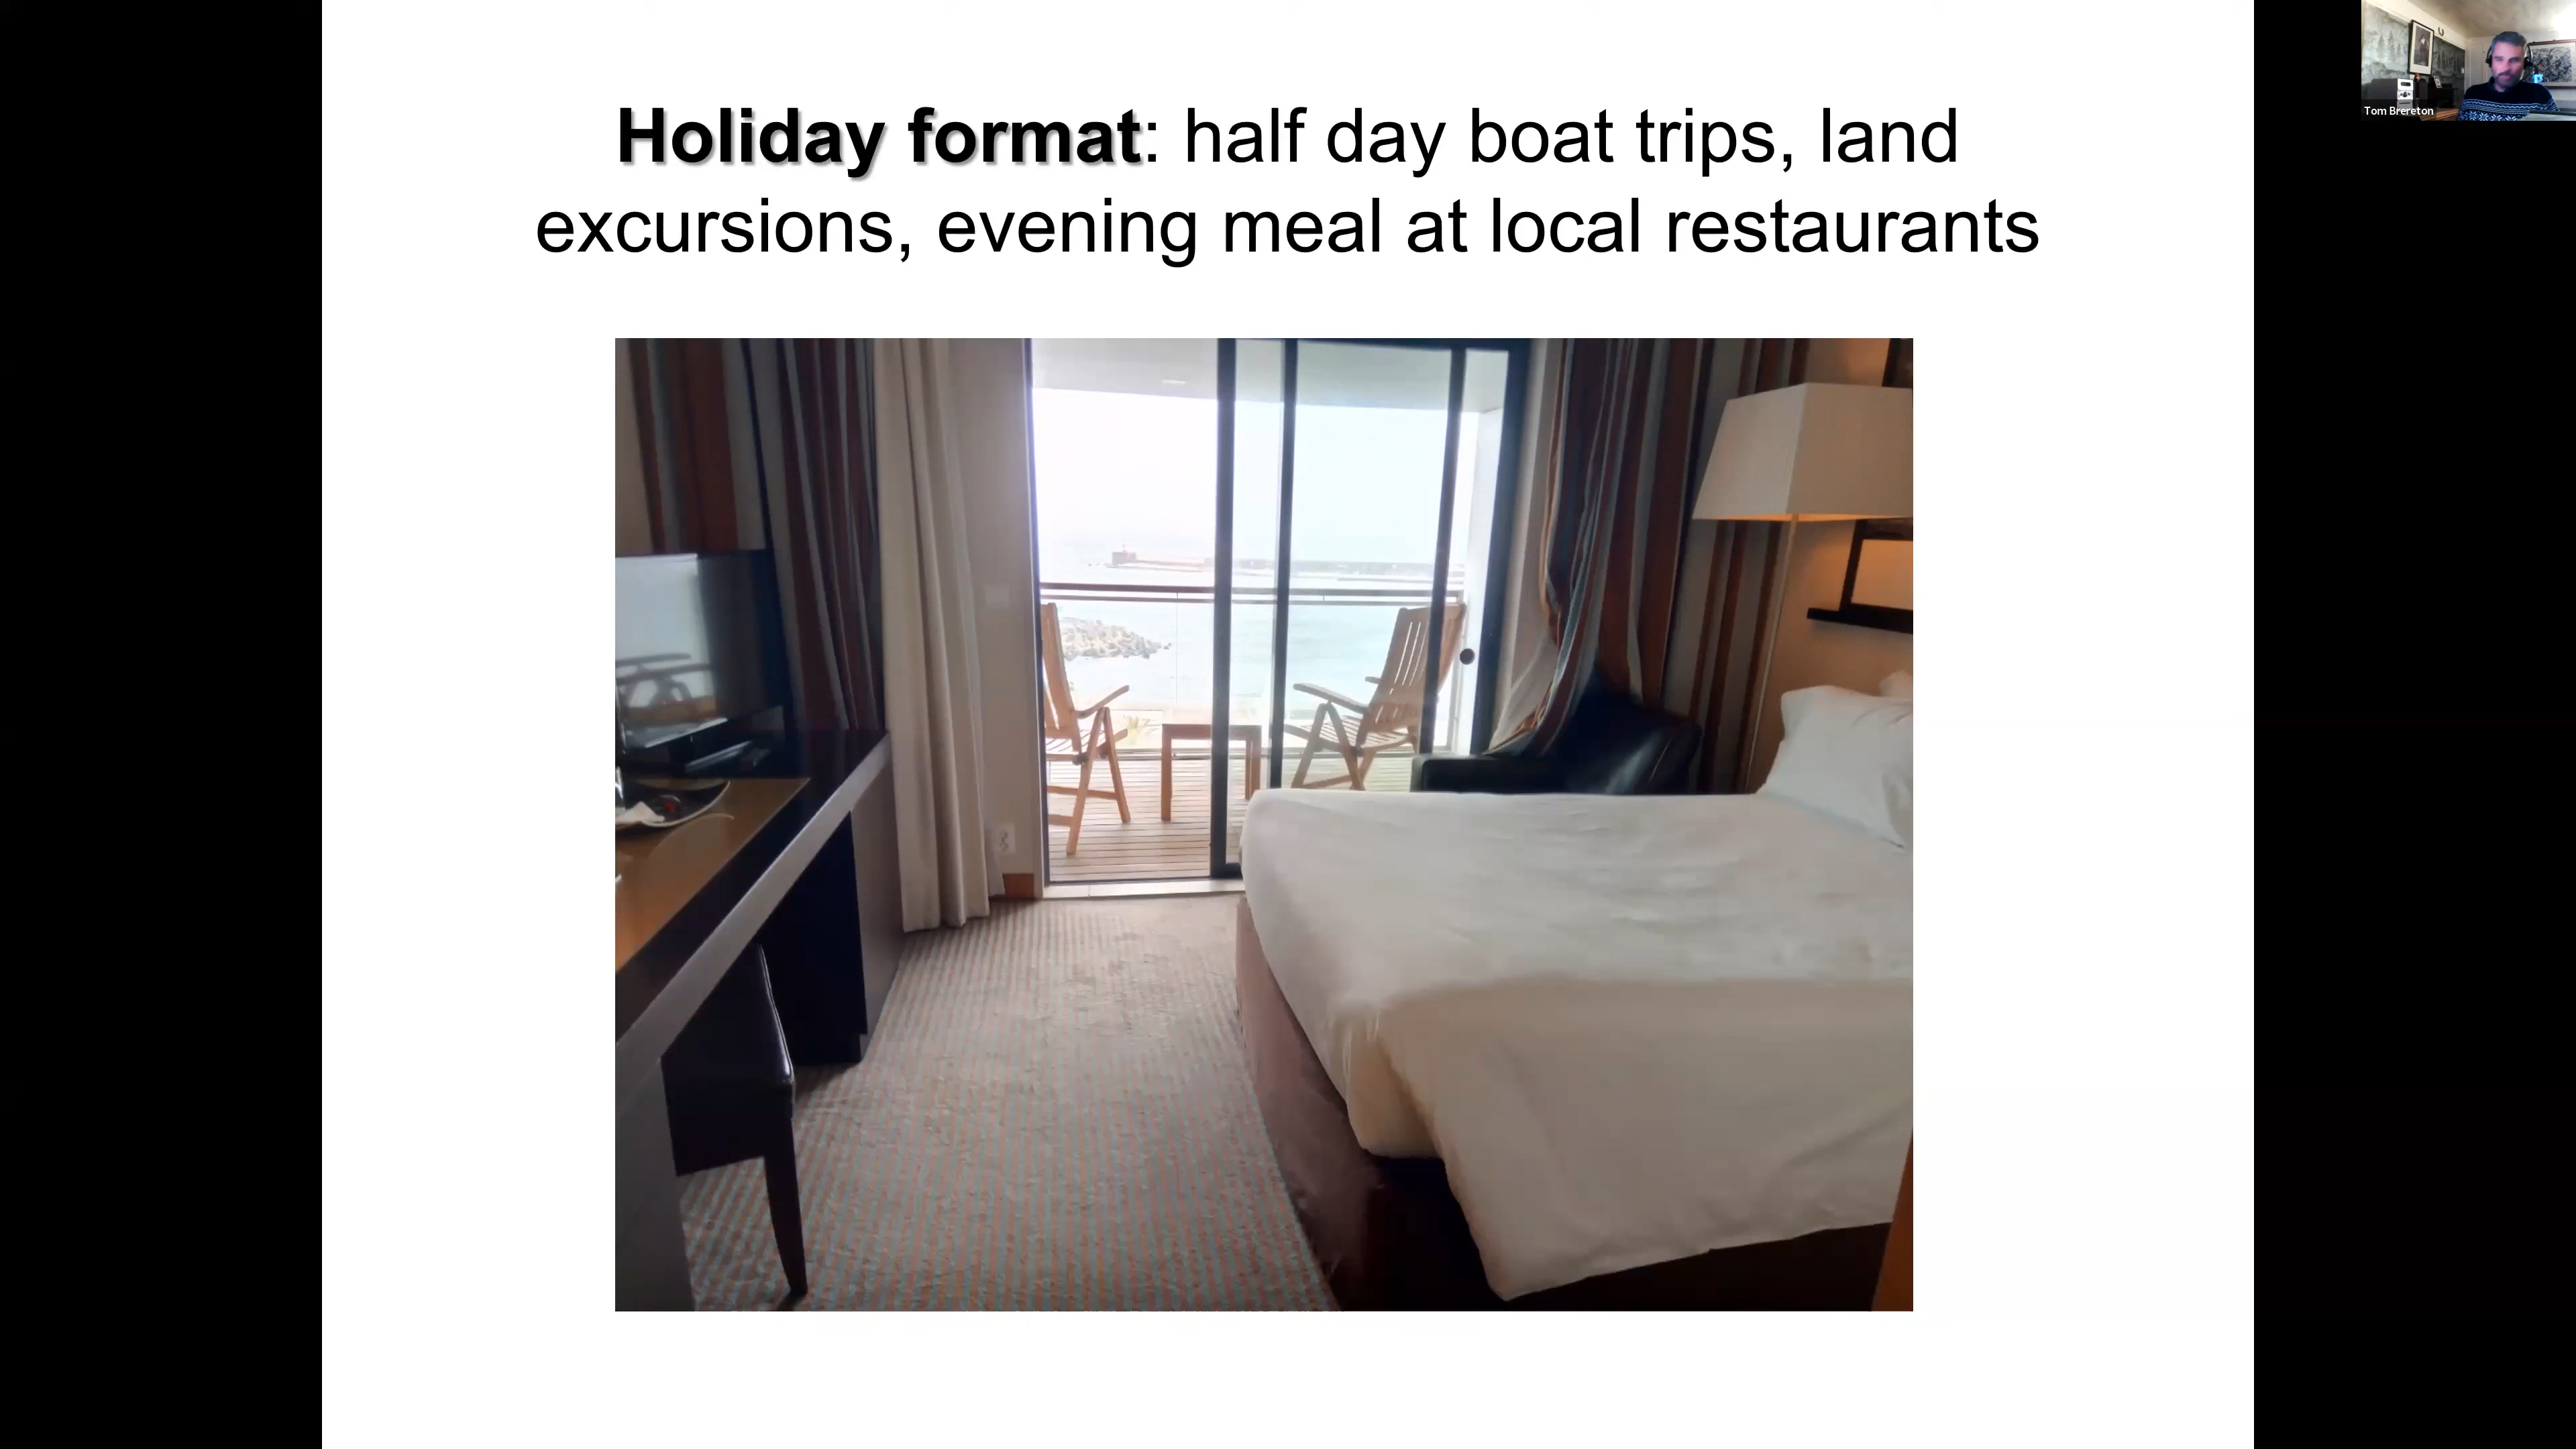 Holiday format: half day boat trips, land
excursions, evening meal at local restaurants
Tom Brereton